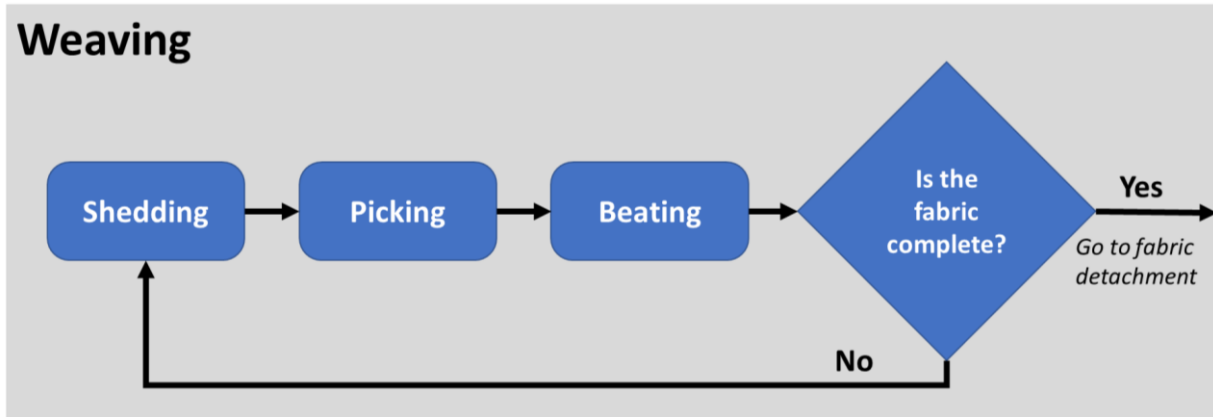 Weaving
Shedding
Picking
Beating
Is the
fabric
complete?
Yes
Go to fabric
detachment
No